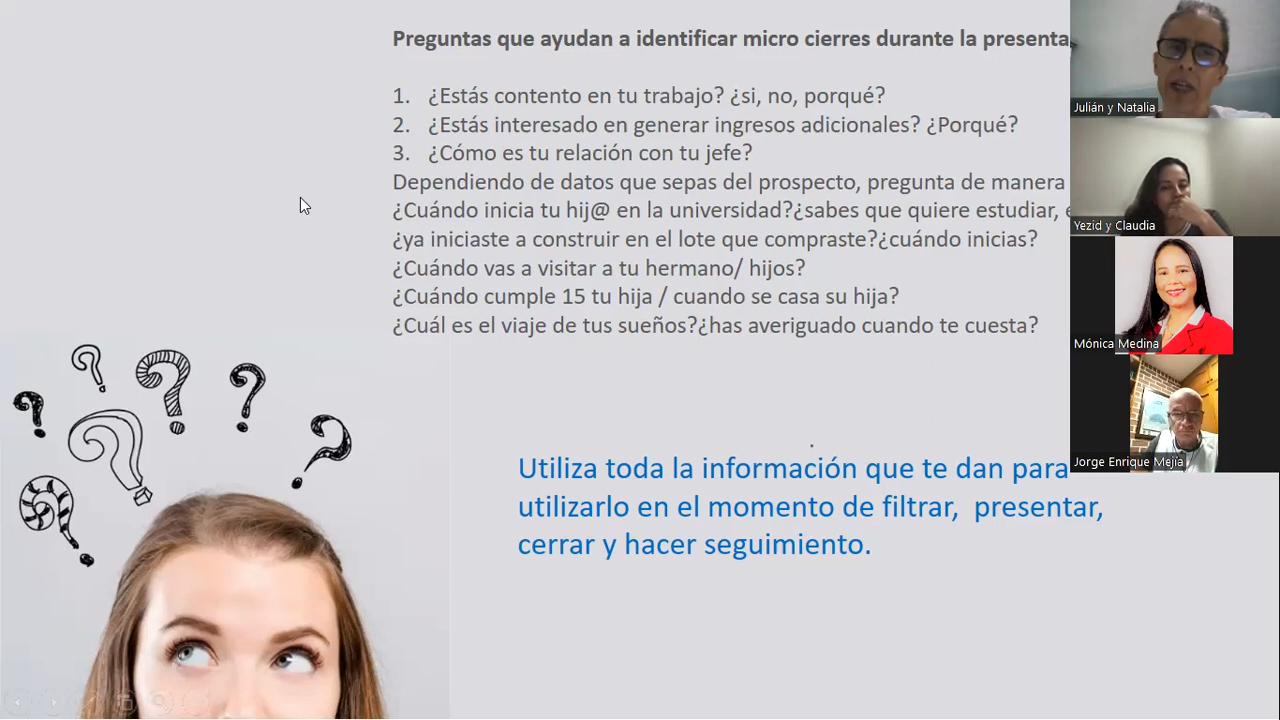 Preguntas que ayudan a identificar micro cierres durante la presenta
1. ¿Estás contento en tu trabajo? ¿si, no, porqué?
2. ¿Estás interesado en generar ingresos adicionales? ¿Porqué?
3. ¿Cómo es tu relación con tu jefe?
Dependiendo de datos que sepas del prospecto, pregunta de manera
¿Cuándo inicia tu hij@ en la universidad?¿sabes que quiere estudiar,
¿ya iniciaste a construir en el lote que compraste?¿cuándo inicias?
¿Cuándo vas a visitar a tu hermano/ hijos?
¿Cuándo cumple 15 tu hija / cuando se casa su hija?
¿Cuál es el viaje de tus sueños?¿has averiguado cuando te cuesta?
Utiliza toda la información que te dan para
utilizarlo en el momento de filtrar, presentar,
cerrar y hacer seguimiento.
Julián y Natalia
Yezid y Claudia
Mónica Medina
Jorge Enrique Mejía